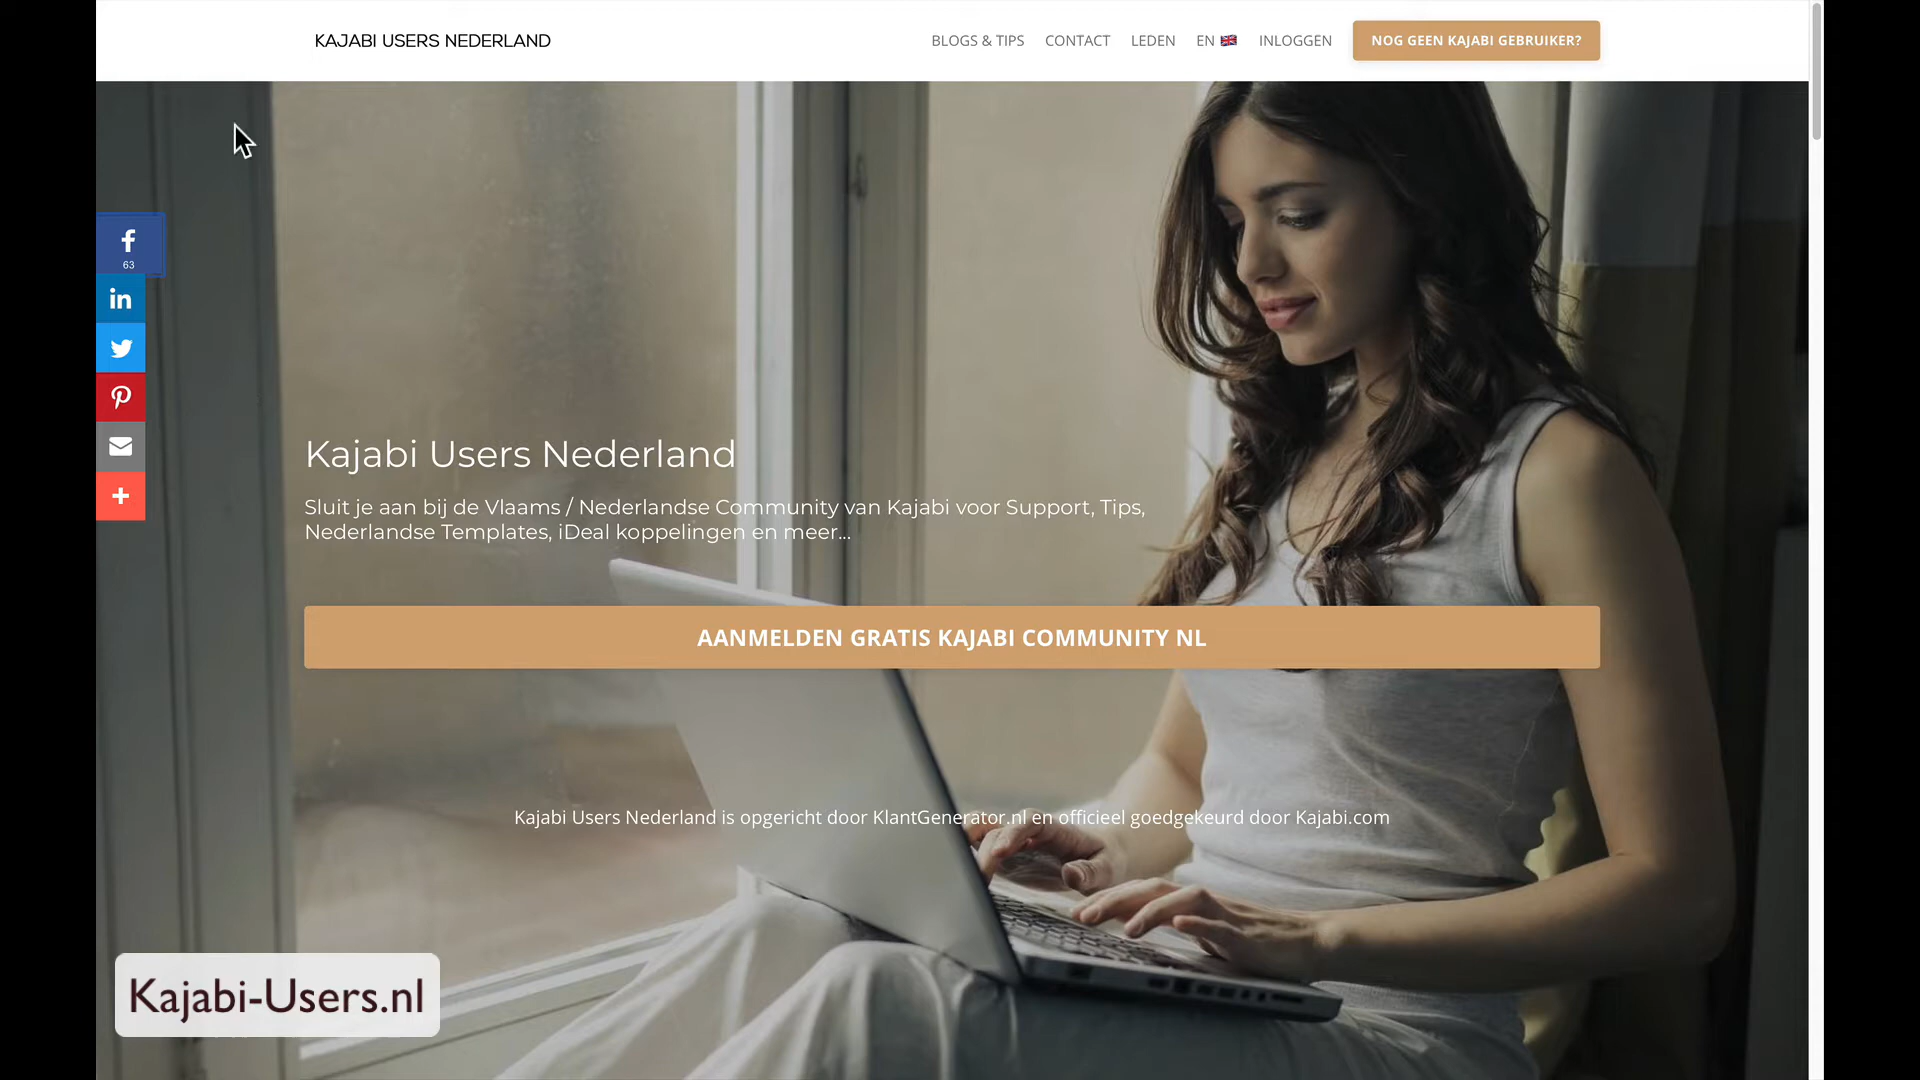 KAJABI USERS NEDERLAND
BLOGS & TIPS CONTACT LEDEN EN 🇬🇧 INLOGGEN NOG GEEN KAJABI GEBRUIKER?
63
Kajabi Users Nederland
Sluit je aan bij de Vlaams / Nederlandse Community van Kajabi voor Support, Tips,
Nederlandse Templates, iDeal koppelingen en meer...
AANMELDEN GRATIS KAJABI COMMUNITY NL
Kajabi Users Nederland is opgericht door KlantGenerator.nl en officieel goedgekeurd door Kajabi.com
Kajabi-Users.nl